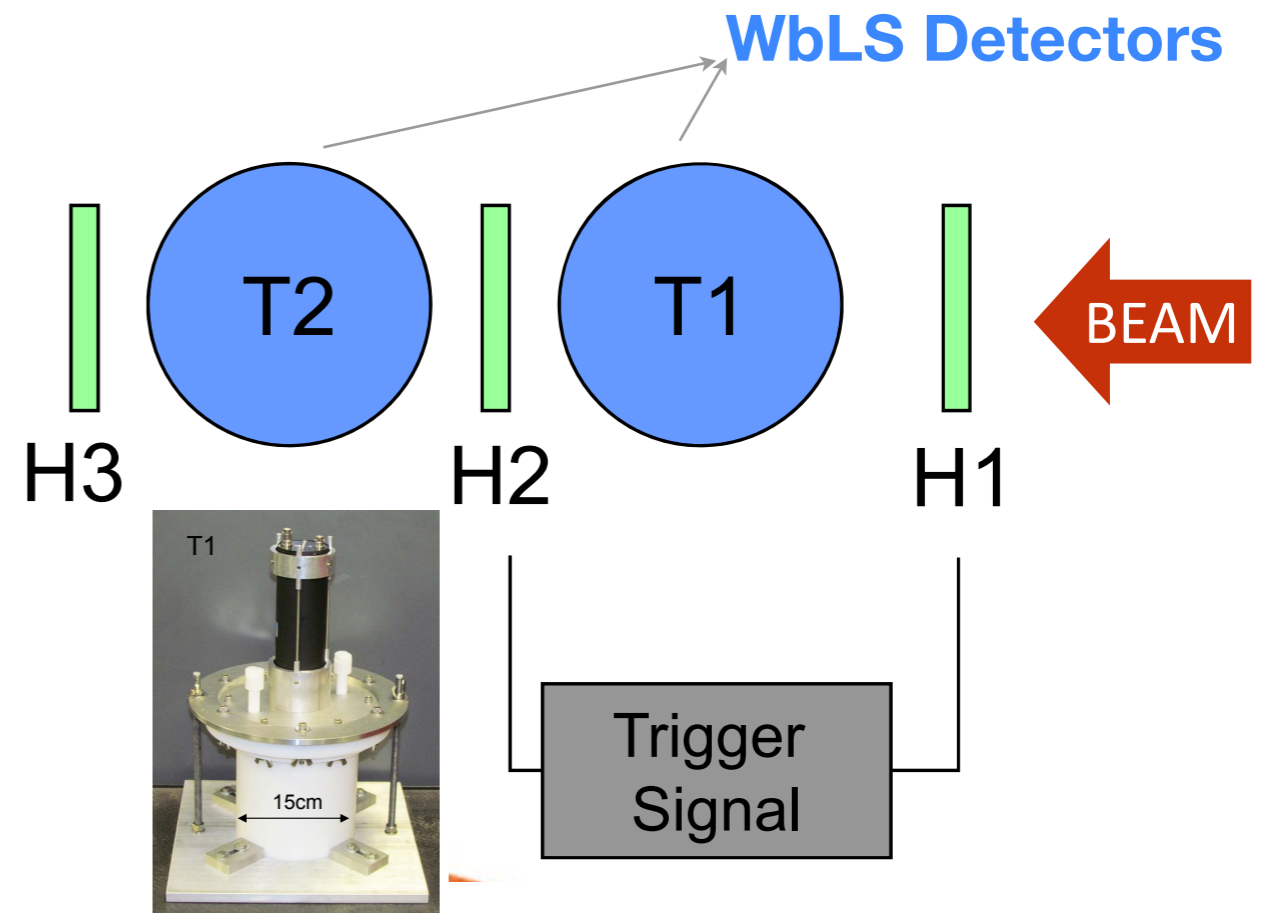 WbLS Detectors
T2
T1
BEAM
H3
H2
H1
T1
15cm
Trigger
Signal